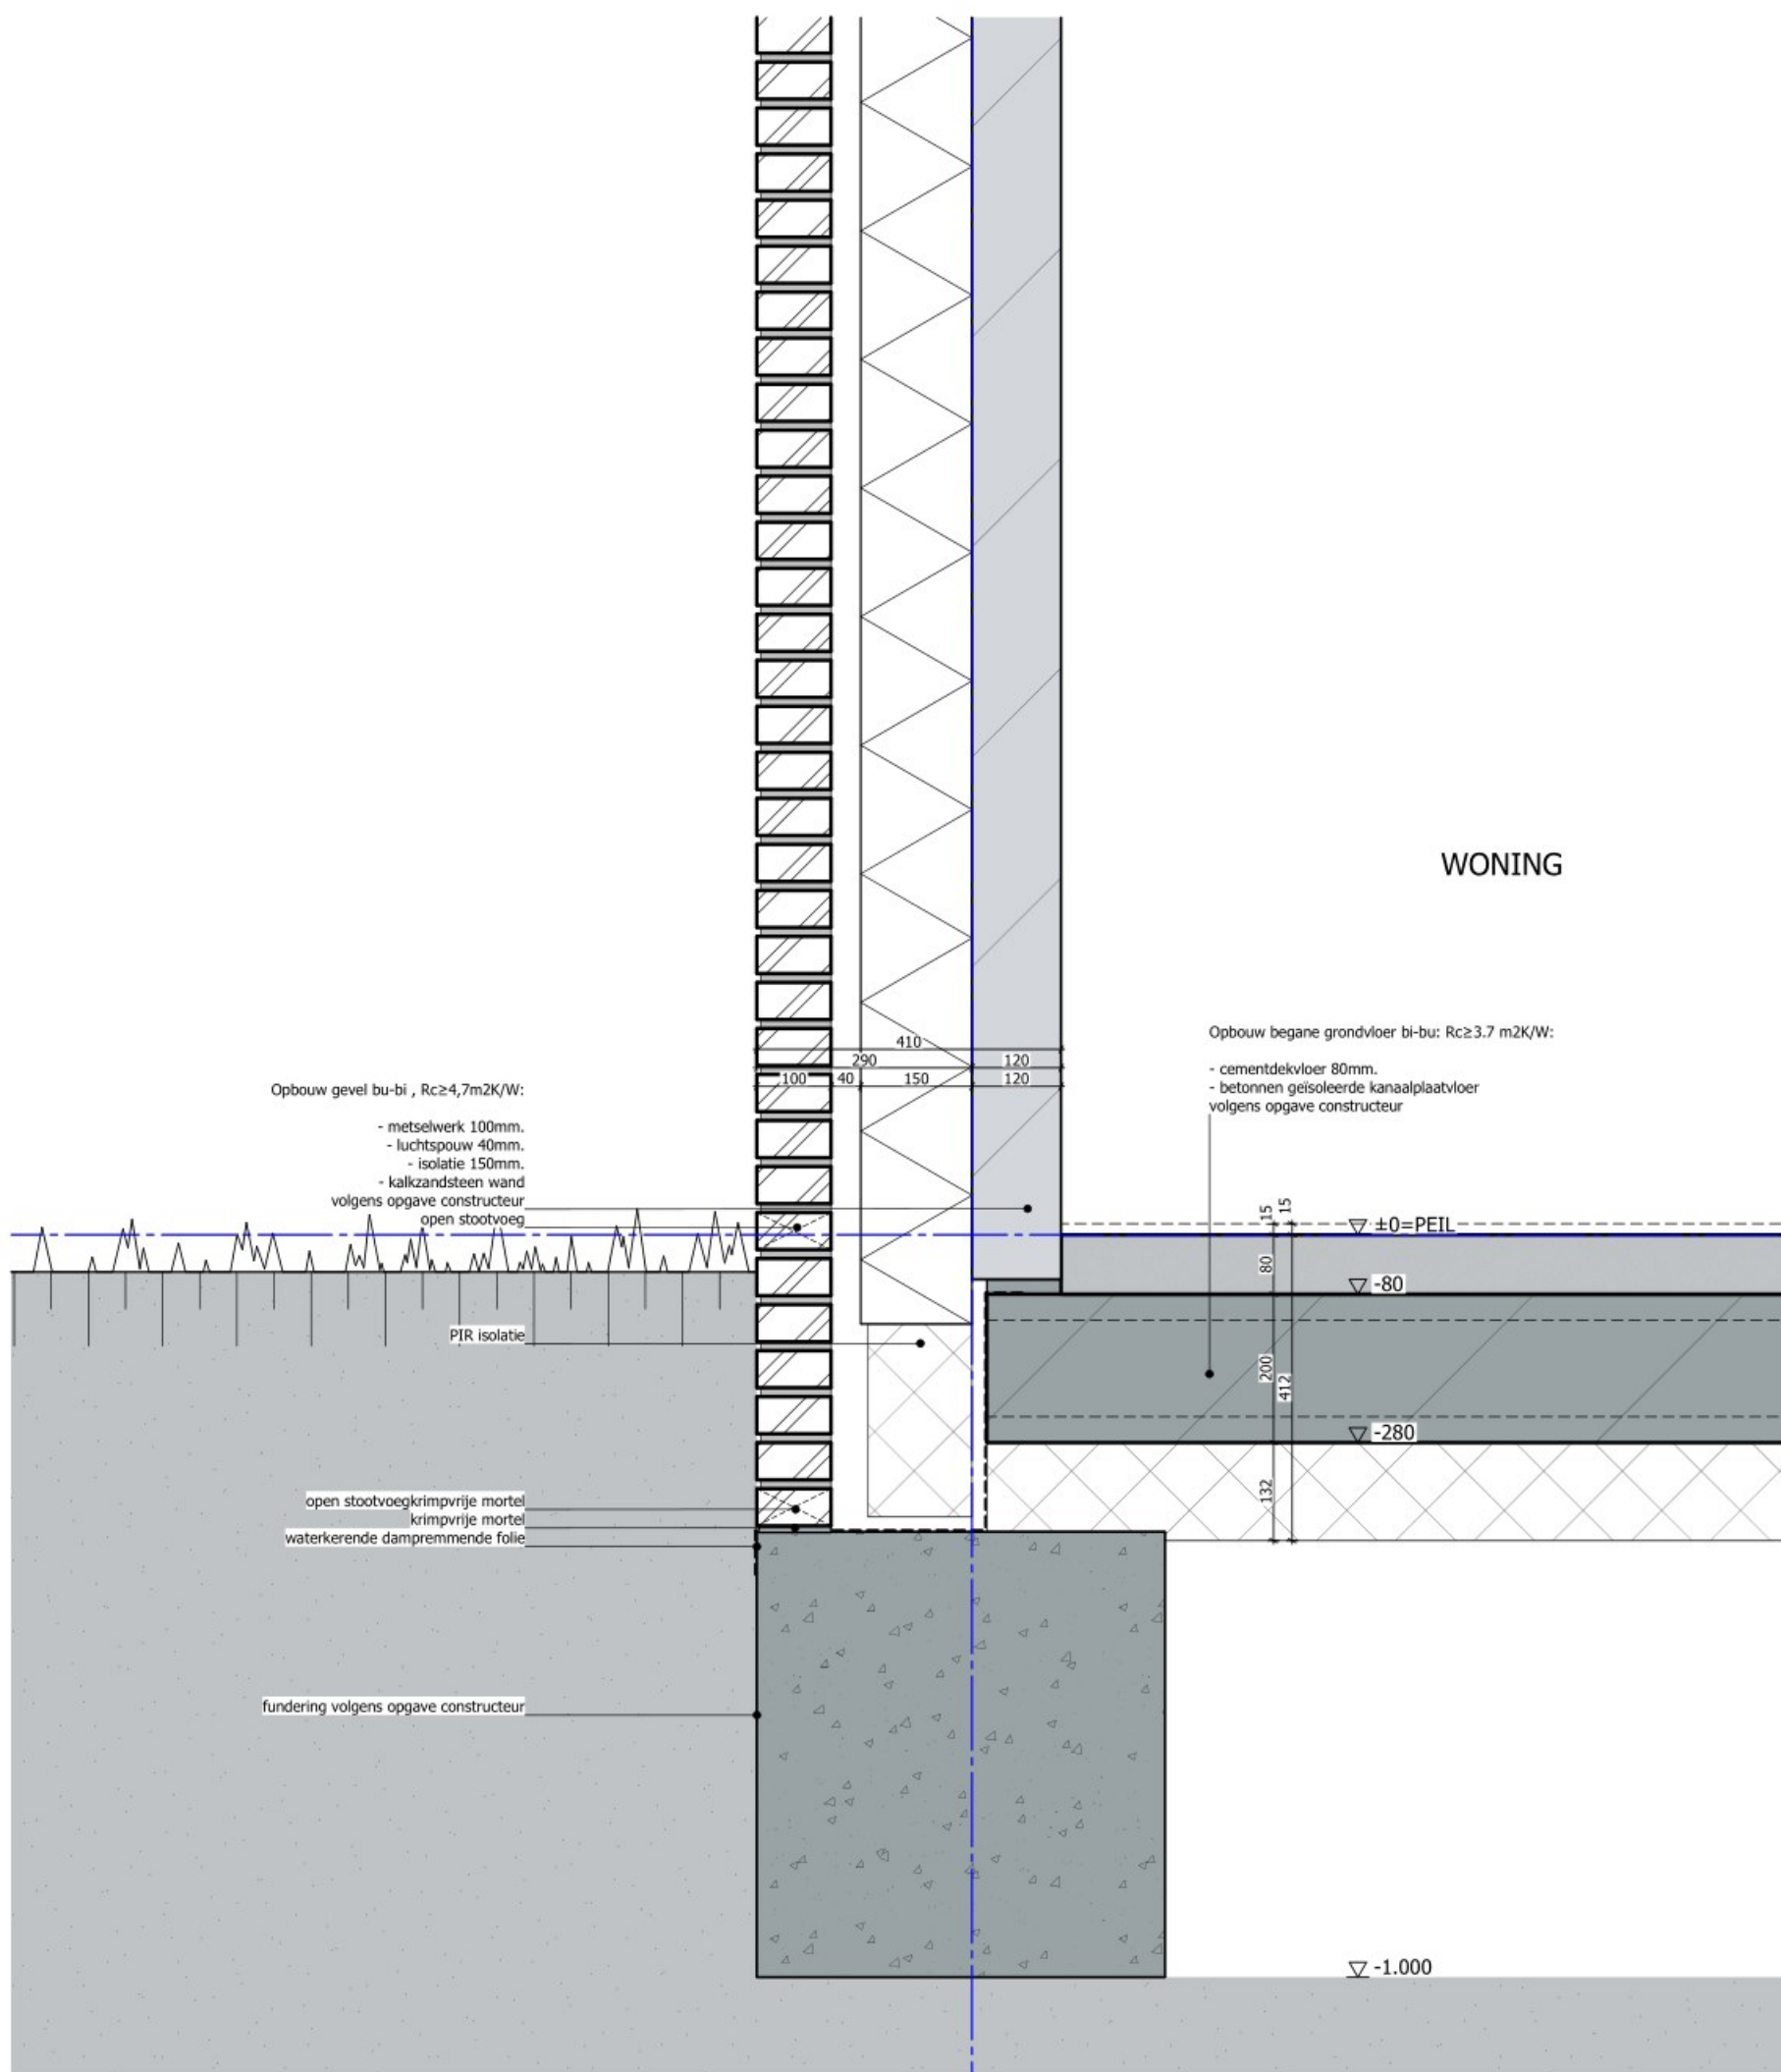 WONING
Opbouw begane grondvloer bi-bu: Rc≥3.7 m2K/W:
- cementdekvloer 80mm.
- betonnen geïsoleerde kanaalplaatvloer
volgens opgave constructeur
410
290
120
100
40
150
120
Opbouw gevel bu-bi , Rc≥4,7m2K/W:
- metselwerk 100mm.
- luchtspouw 40mm.
- isolatie 150mm.
- kalkzandsteen wand
volgens opgave constructeur
open stootvoeg
15
15
±0=PEIL
80
-80
PIR isolatie
200
412
-280
132
open stootvoegkrimpvrije mortel
krimpvrije mortel
waterkerende dampremmende folie
fundering volgens opgave constructeur
-1.000